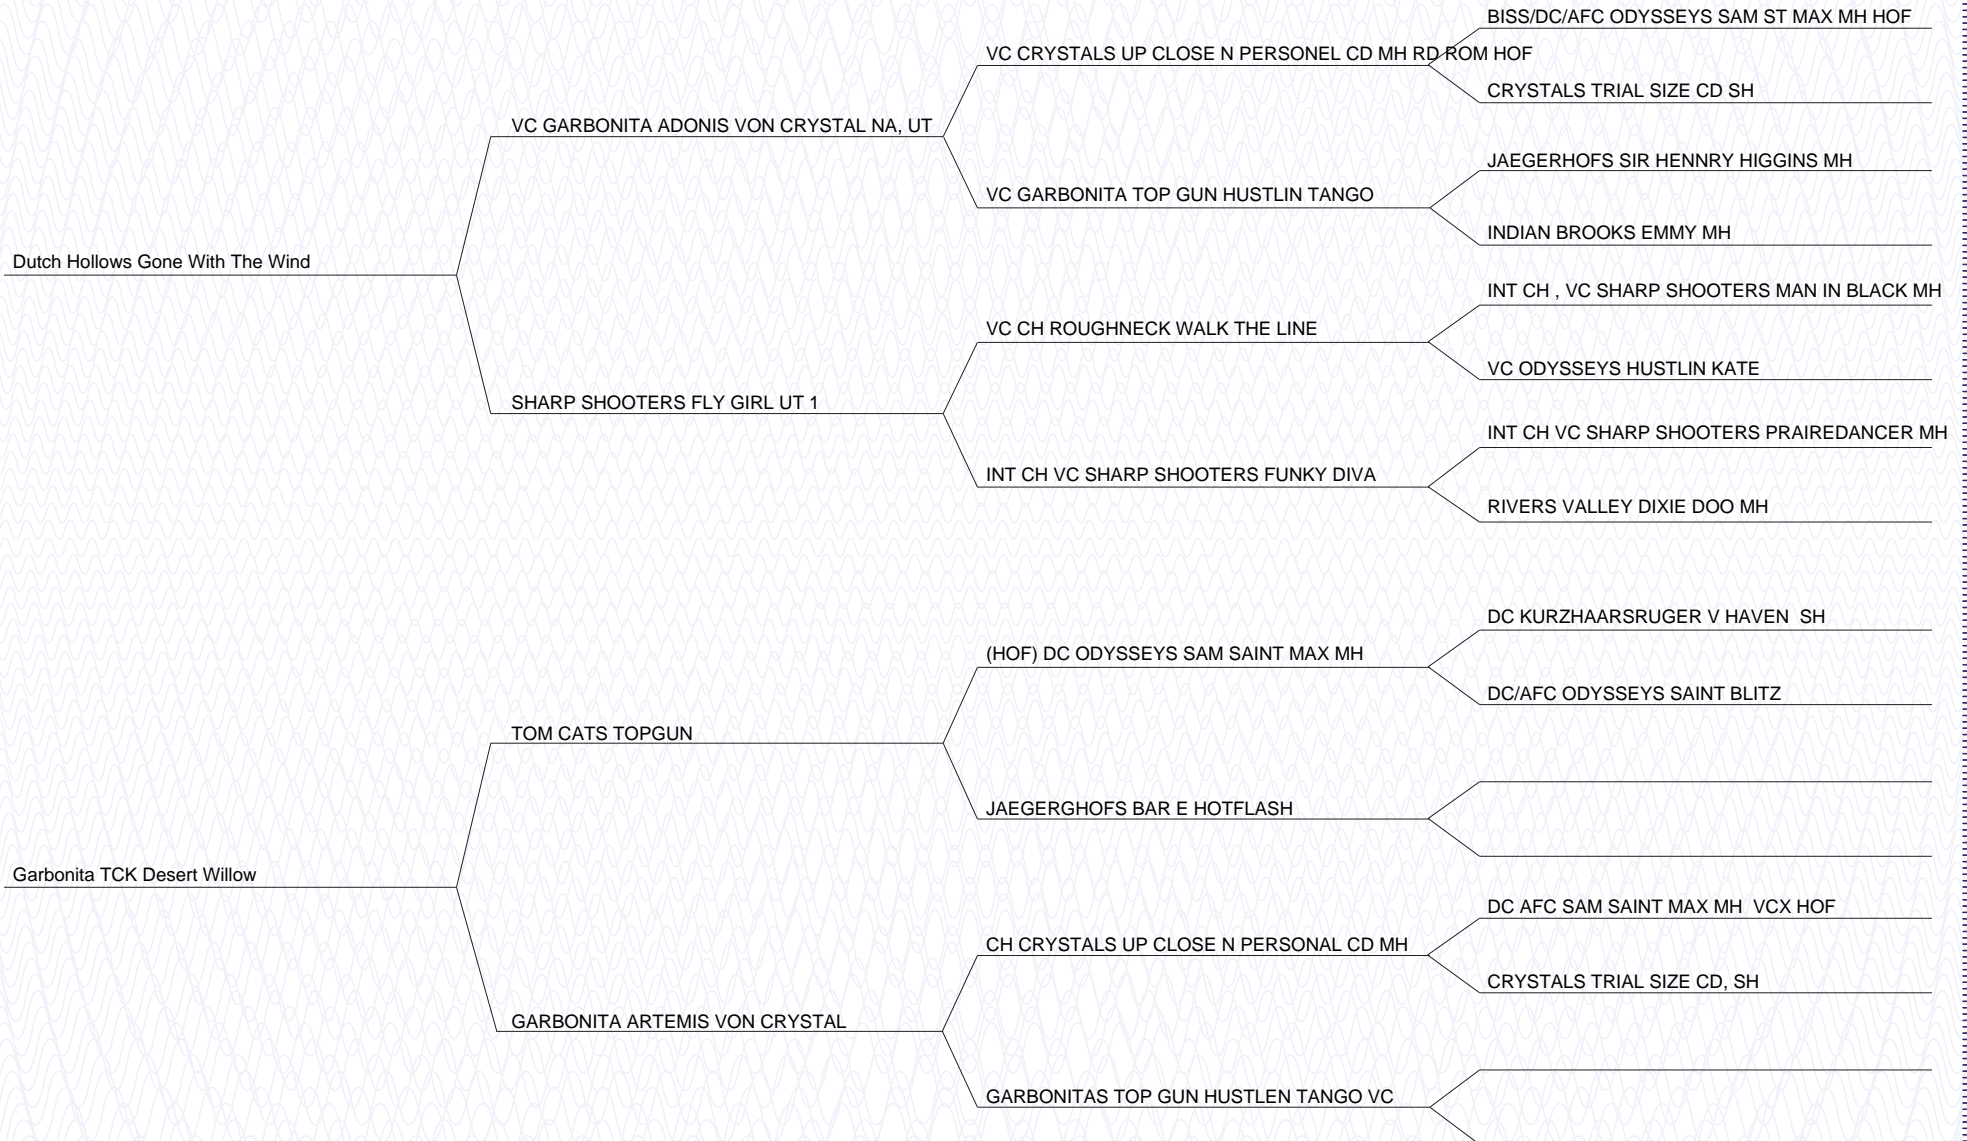 BISS/DC/AFC ODYSSEYS SAM ST MAX MH HOF
VC CRYSTALS UP CLOSE N PERSONEL CD MH RD ROM HOF
CRYSTALS TRIAL SIZE CD SH
VC GARBONITA ADONIS VON CRYSTAL NA, UT
JAEGERHOFS SIR HENNRY HIGGINS MH
VC GARBONITA TOP GUN HUSTLIN TANGO
INDIAN BROOKS EMMY MH
Dutch Hollows Gone With The Wind
INT CH , VC SHARP SHOOTERS MAN IN BLACK MH
VC CH ROUGHNECK WALK THE LINE
VC ODYSSEYS HUSTLIN KATE
SHARP SHOOTERS FLY GIRL UT 1
INT CH VC SHARP SHOOTERS PRAIREDANCER MH
INT CH VC SHARP SHOOTERS FUNKY DIVA
RIVERS VALLEY DIXIE DOO MH
DC KURZHAARSRUGER V HAVEN  SH
(HOF) DC ODYSSEYS SAM SAINT MAX MH
DC/AFC ODYSSEYS SAINT BLITZ
TOM CATS TOPGUN
JAEGERGHOFS BAR E HOTFLASH
Garbonita TCK Desert Willow
DC AFC SAM SAINT MAX MH  VCX HOF
CH CRYSTALS UP CLOSE N PERSONAL CD MH
CRYSTALS TRIAL SIZE CD, SH
GARBONITA ARTEMIS VON CRYSTAL
GARBONITAS TOP GUN HUSTLEN TANGO VC